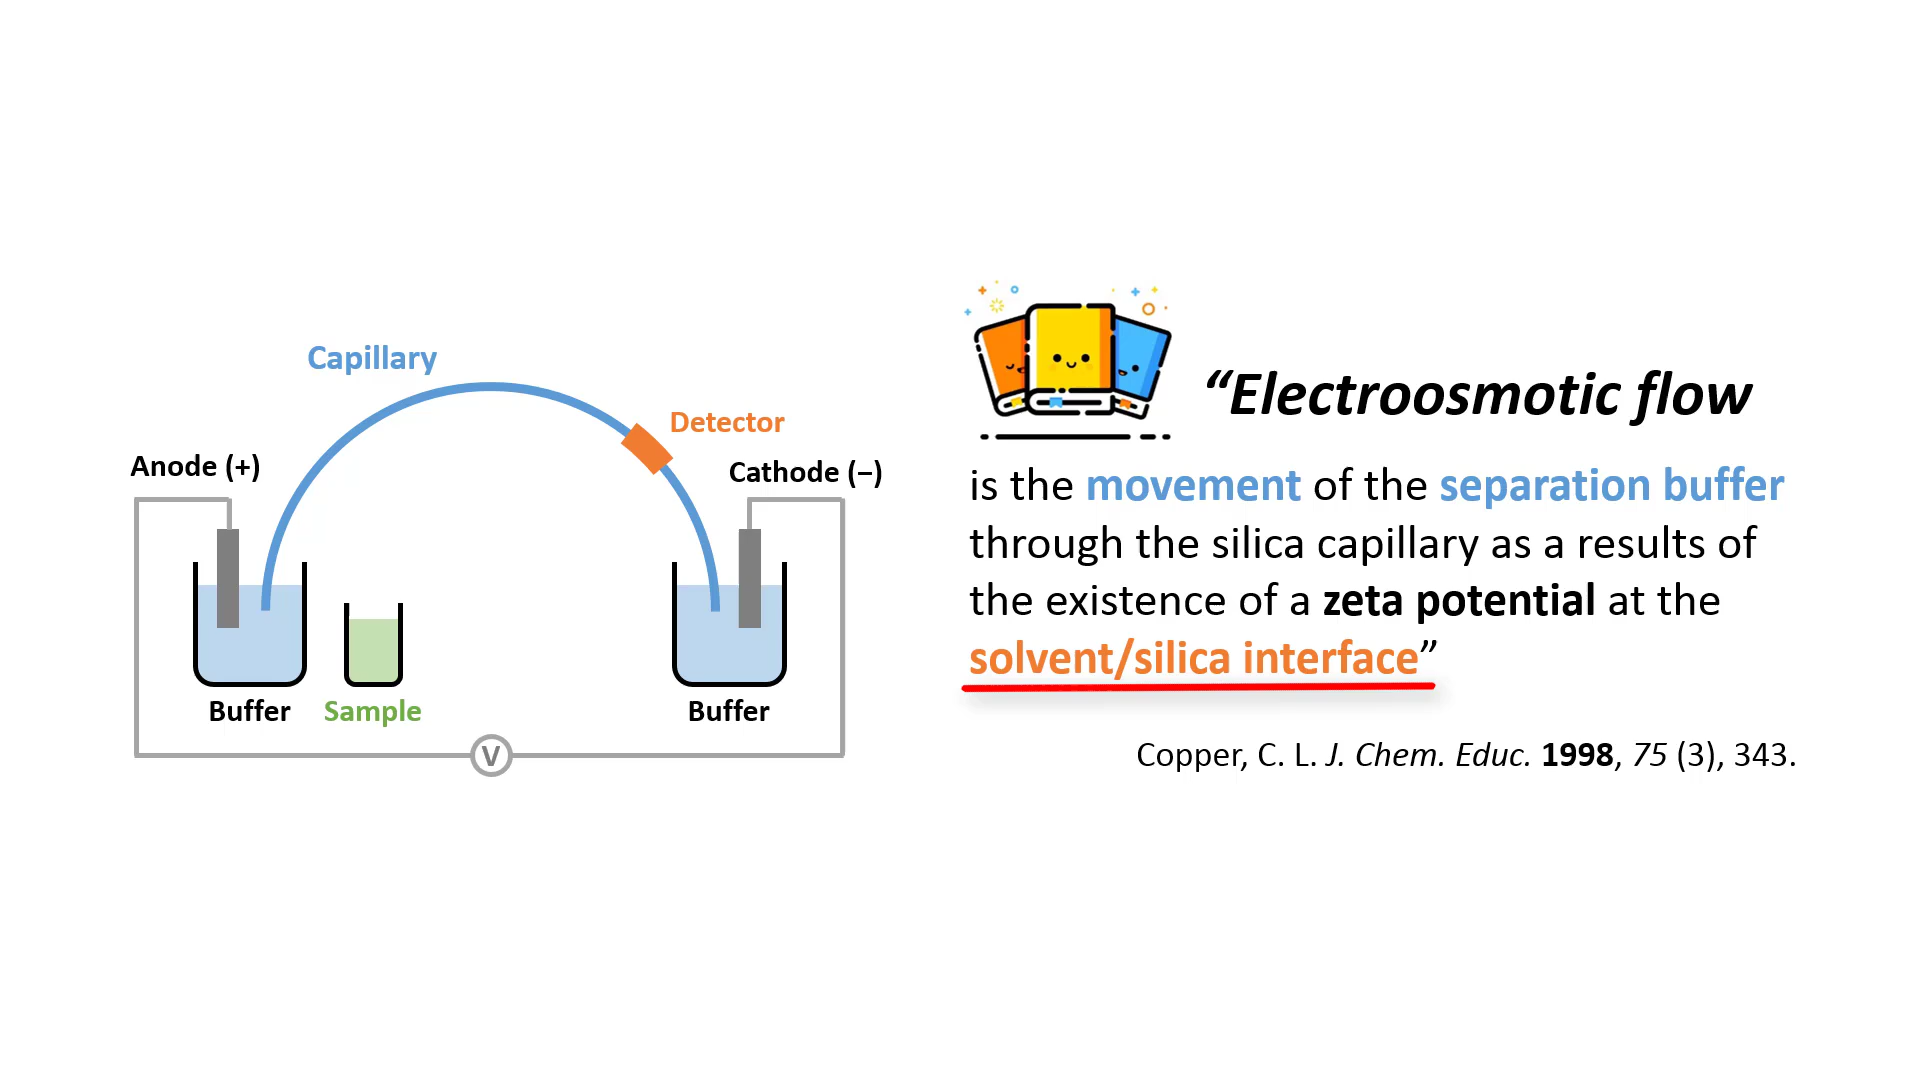 Capillary
Detector
Anode (+)
Cathode (–)
Buffer
Sample
Buffer
V
“Electroosmotic flow
is the movement of the separation buffer
through the silica capillary as a results of
the existence of a zeta potential at the
solvent/silica interface”
Copper, C. L. J. Chem. Educ. 1998, 75 (3), 343.